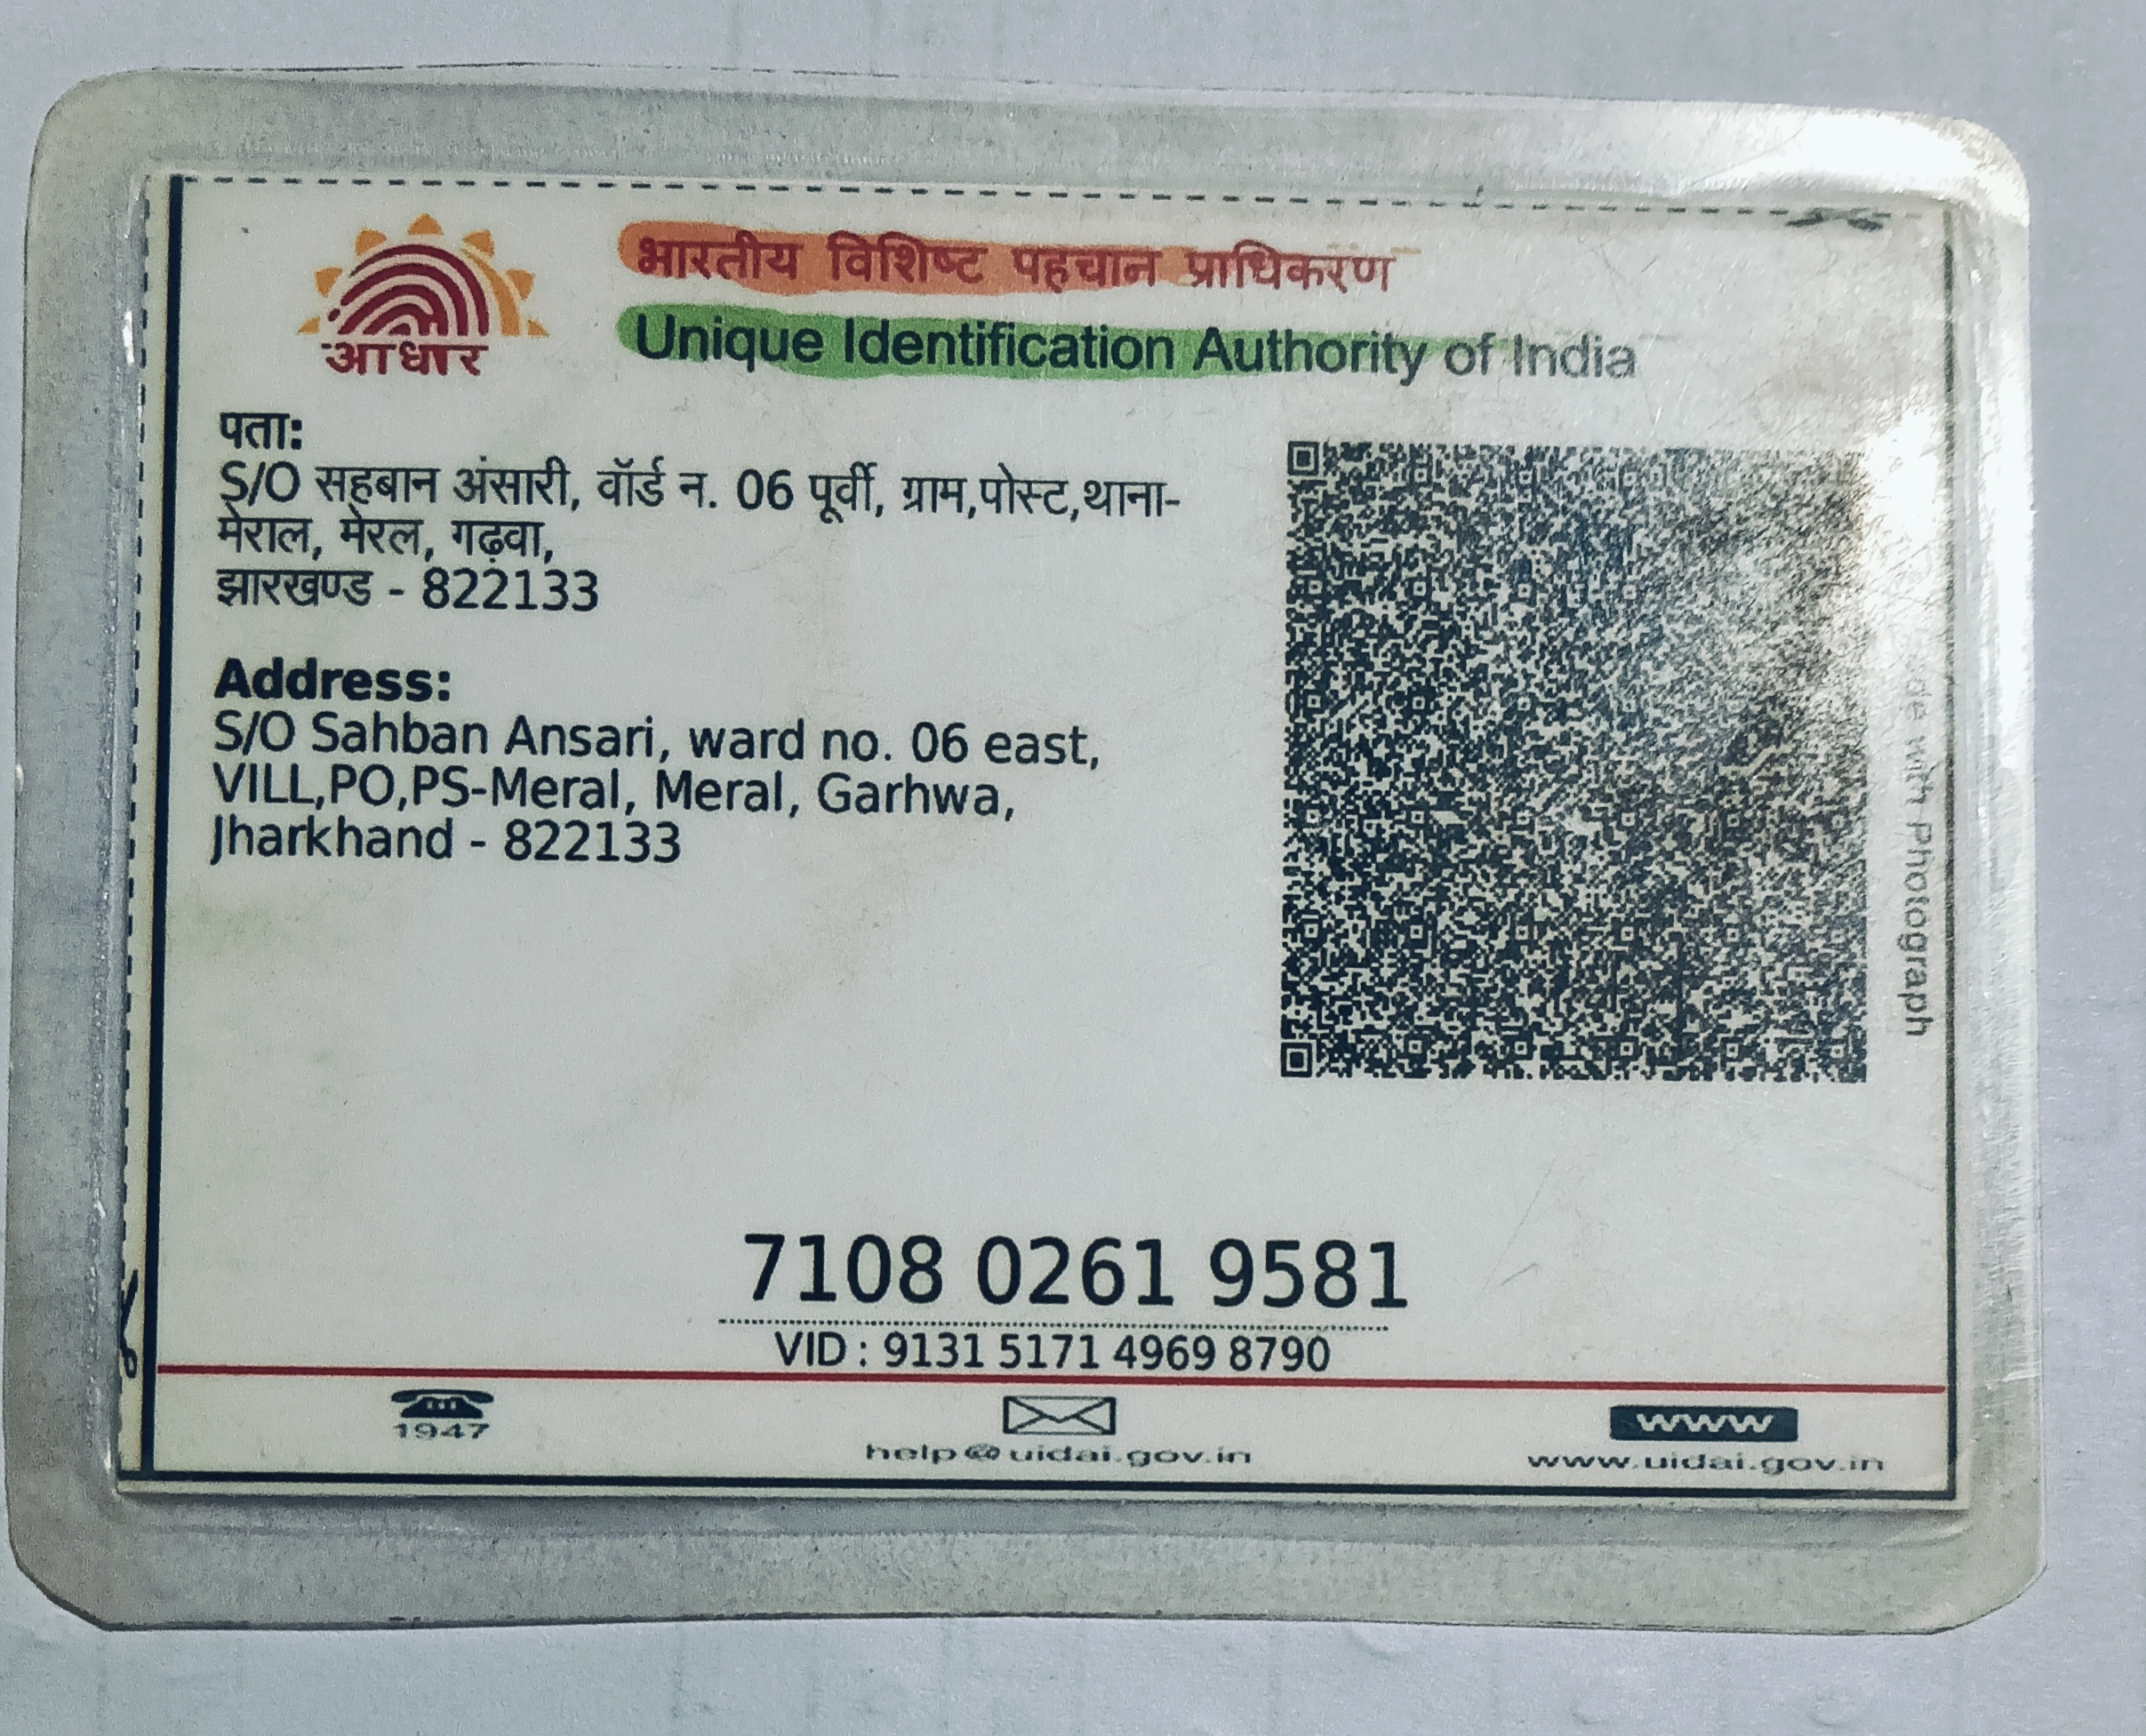 आधार
भारतीय विशिष्ट पहचान प्राधिकरण
Unique Identification Authority of India
पता:
S/O सहबान अंसारी, वॉर्ड न. 06 पूर्वी, ग्राम,पोस्ट,थाना-
मेराल, मेरल, गढ़वा,
झारखण्ड - 822133
Address:
S/O Sahban Ansari, ward no. 06 east,
VILL,PO,PS-Meral, Meral, Garhwa,
Jharkhand - 822133
with Photograph
7108 0261 9581
VID : 9131 5171 4969 8790
1947
help@uidai.gov.in
www
www.uidai.gov.in